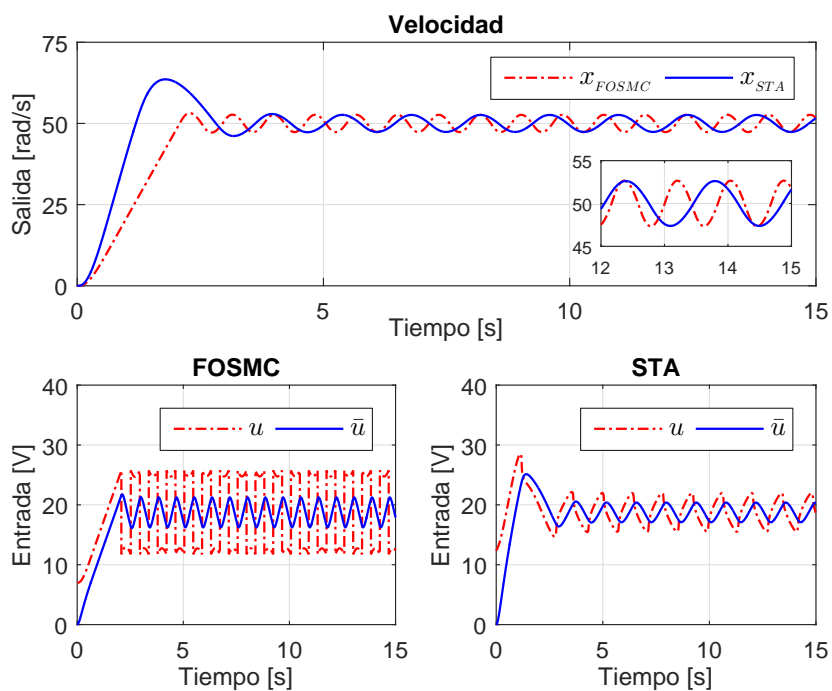 Velocidad
75
50
25
0
Salida [rad/s]
x_FOSMC x_STA
55
50
45
12 13 14 15
0 5 10 15
Tiempo [s]
FOSMC
40
30
20
10
0
Entrada [V]
u ū
0 5 10 15
Tiempo [s]
STA
40
30
20
10
0
Entrada [V]
u ū
0 5 10 15
Tiempo [s]